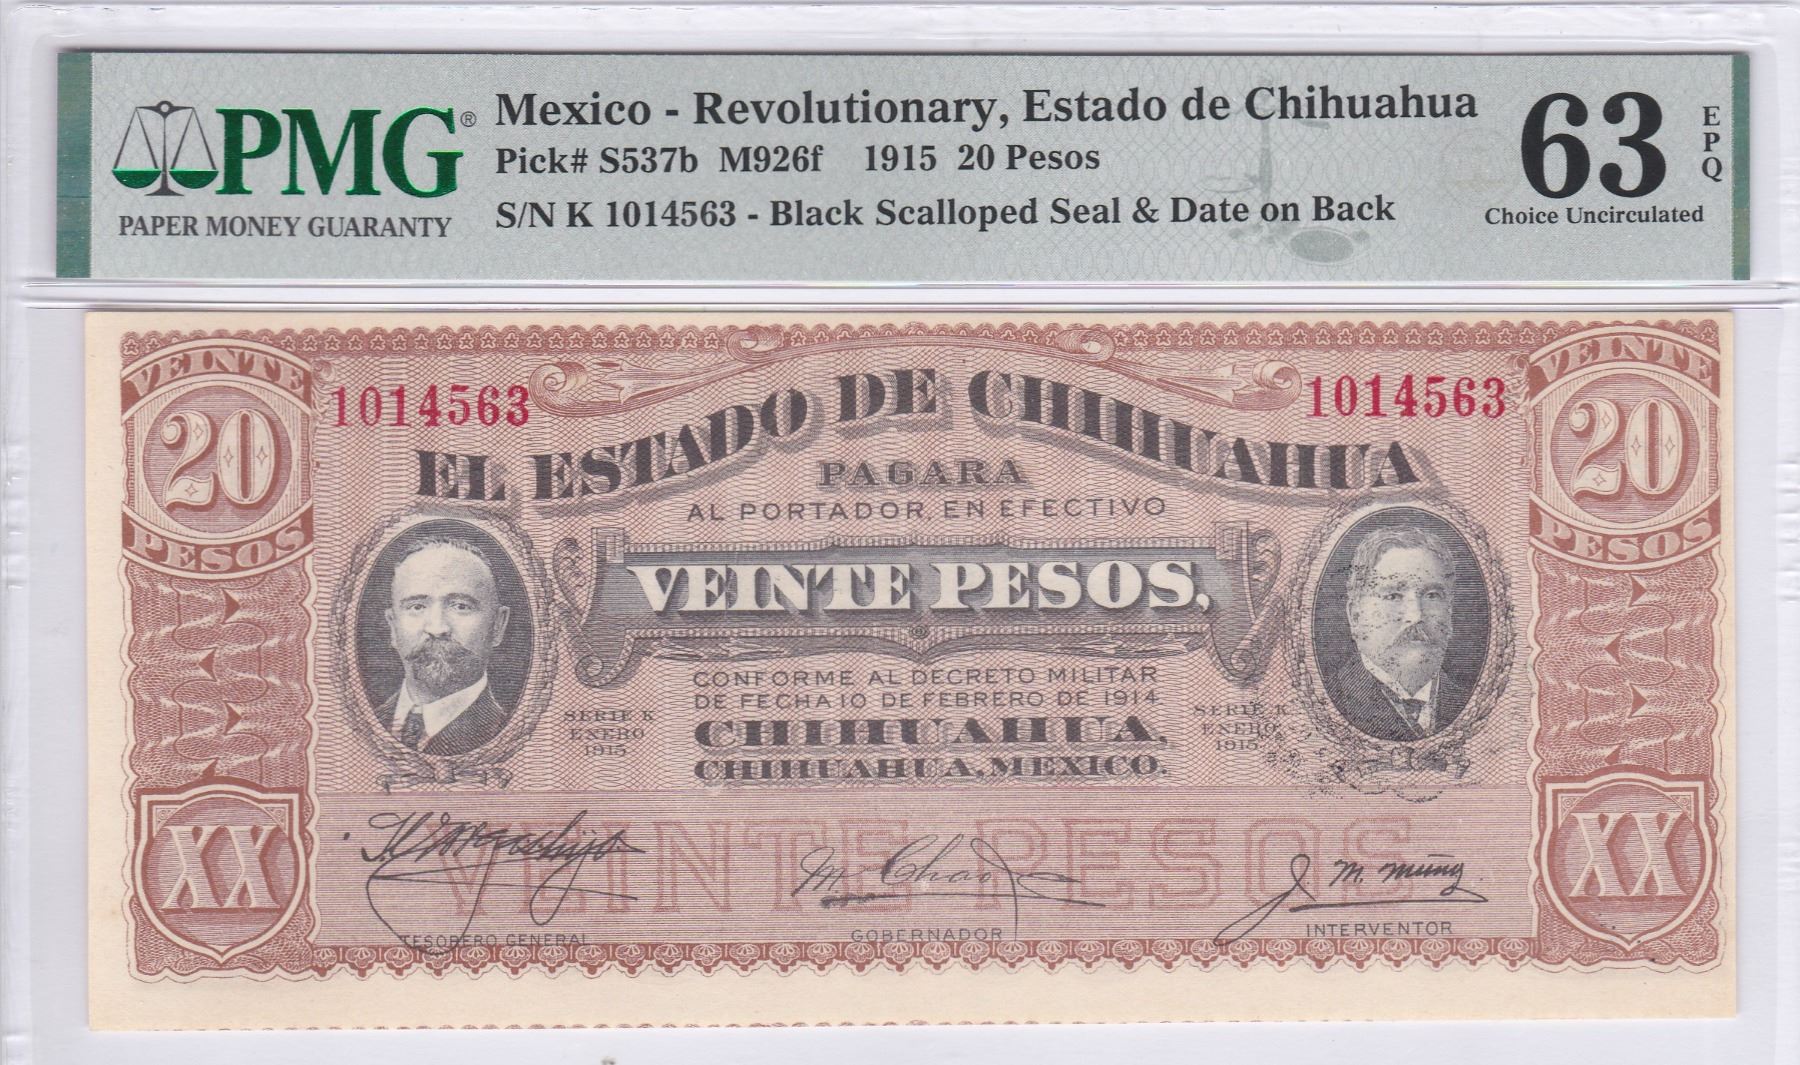 PMG®
PAPER MONEY GUARANTY
Mexico - Revolutionary, Estado de Chihuahua
Pick# S537b M926f 1915 20 Pesos
S/N K 1014563 - Black Scalloped Seal & Date on Back
63
EPQ
Choice Uncirculated
VEINTE
20
PESOS
1014563
1014563
VEINTE
20
PESOS
EL ESTADO DE CHIHUAHUA
PAGARA
AL PORTADOR, EN EFECTIVO
VEINTE PESOS,
CONFORME AL DECRETO MILITAR
DE FECHA 10 DE FEBRERO DE 1914
CHIHUAHUA,
CHIHUAHUA, MEXICO.
SERIE K
ENERO
1915
SERIE K
ENERO
1915
XX
VEINTE PESOS
XX
M. Chao
J. M. Muñoz
TESORERO GENERAL
GOBERNADOR
INTERVENTOR